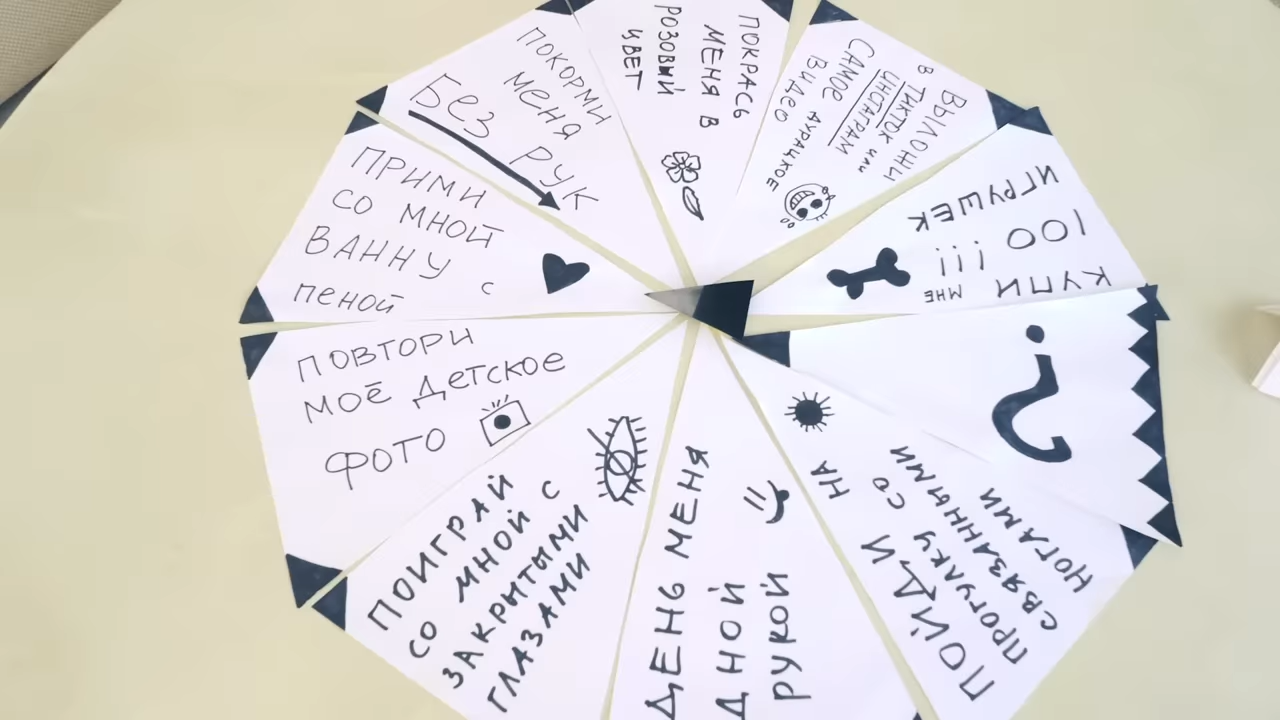 ПОКОРМИ
МЕНЯ
БЕЗ РУК
ПОКРАСЬ
МЕНЯ В
РОЗОВЫЙ
ЦВЕТ
ВЫЛОЖЫ
В ТИКТОК или
ИНСТАГРАМ
САМОЕ ДУРАЦКОЕ
ВИДЕО
КУПИ МНЕ
100 !!!
ИГРУШЕК
?
ПОЙДИ НА
ПРОГУЛКУ СО
СВЯЗАННЫМИ
НОГАМИ
ДЕНЬ МЕНЯ
ДНОЙ
РУКОЙ
ПОИГРАЙ
СО МНОЙ С
ЗАКРЫТЫМИ
ГЛАЗАМИ
ПОВТОРИ
МОЁ ДЕТСКОЕ
ФОТО
ПРИМИ
СО МНОЙ
ВАННУ С
ПЕНОЙ